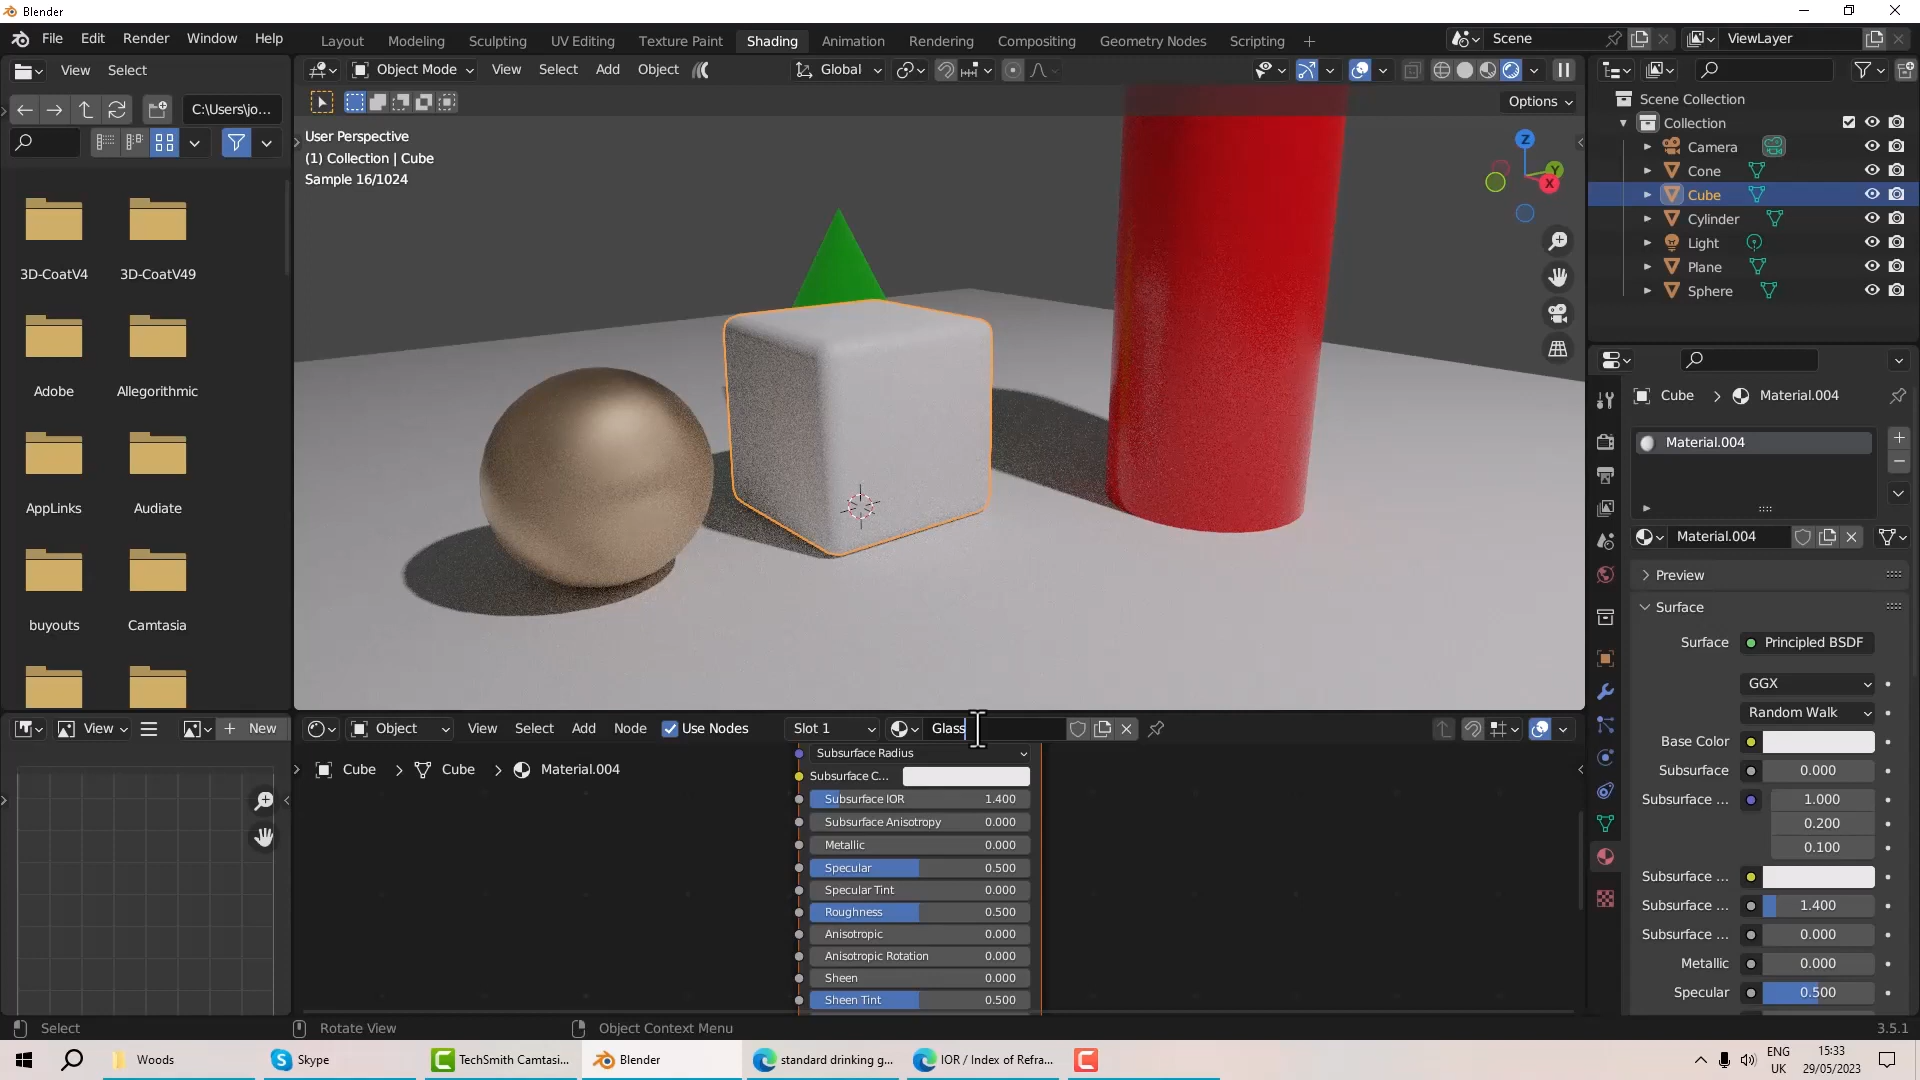 Blender
File Edit Render Window Help
Layout Modeling Sculpting UV Editing Texture Paint Shading Animation Rendering Compositing Geometry Nodes Scripting
Scene
ViewLayer
View Select
Object Mode View Select Add Object
Global
C:\Users\jo...
Options
User Perspective
(1) Collection | Cube
Sample 16/1024
Z
Y
X
3D-CoatV4 3D-CoatV49
Adobe Allegorithmic
AppLinks Audiate
buyouts Camtasia
Scene Collection
Collection
Camera
Cone
Cube
Cylinder
Light
Plane
Sphere
Cube > Material.004
Material.004
Material.004
Preview
Surface
Surface Principled BSDF
GGX
Random Walk
Base Color
Subsurface 0.000
Subsurface ... 1.000
0.200
0.100
Subsurface ...
Subsurface ... 1.400
Subsurface ... 0.000
Metallic 0.000
Specular 0.500
View
New
Object View Select Add Node Use Nodes Slot 1 Glass
Cube > Cube > Material.004
Subsurface Radius
Subsurface C...
Subsurface IOR 1.400
Subsurface Anisotropy 0.000
Metallic 0.000
Specular 0.500
Specular Tint 0.000
Roughness 0.500
Anisotropic 0.000
Anisotropic Rotation 0.000
Sheen 0.000
Sheen Tint 0.500
Select Rotate View Object Context Menu 3.5.1
Woods Skype TechSmith Camtasi... Blender standard drinking g... IOR / Index of Refra...
ENG
UK
15:33
29/05/2023